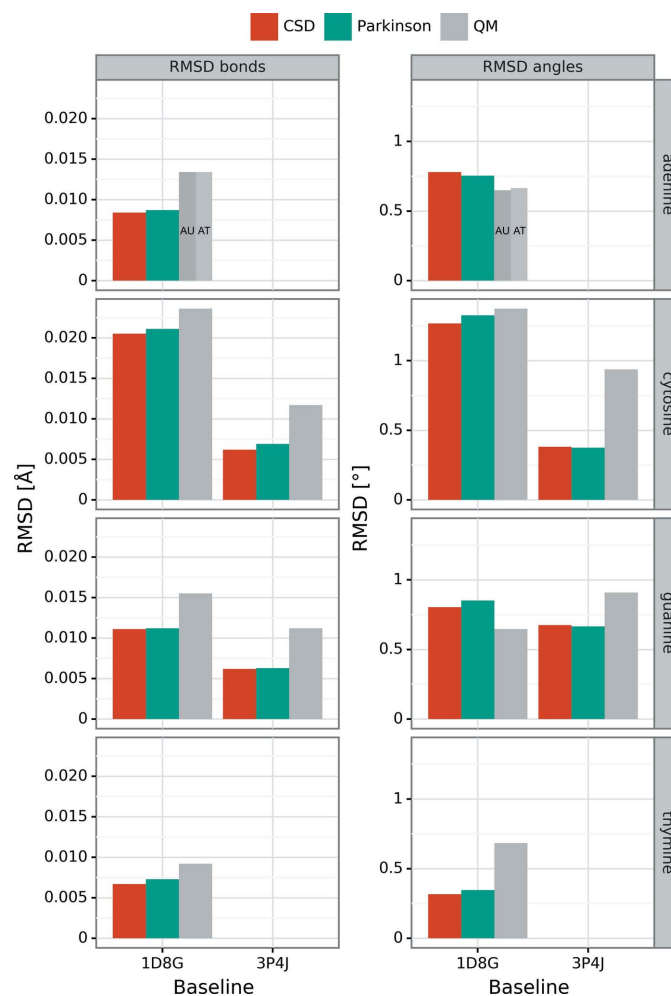 CSD Parkinson QM
RMSD bonds RMSD angles
0.020
0.015
0.010
0.005
0
AU AT
1
0.5
0
AU AT
adenine
0.020
0.015
0.010
0.005
0
1
0.5
0
cytosine
0.020
0.015
0.010
0.005
0
1
0.5
0
guanine
0.020
0.015
0.010
0.005
0
1
0.5
0
thymine
RMSD [Å]
RMSD [°]
1D8G 3P4J 1D8G 3P4J
Baseline Baseline